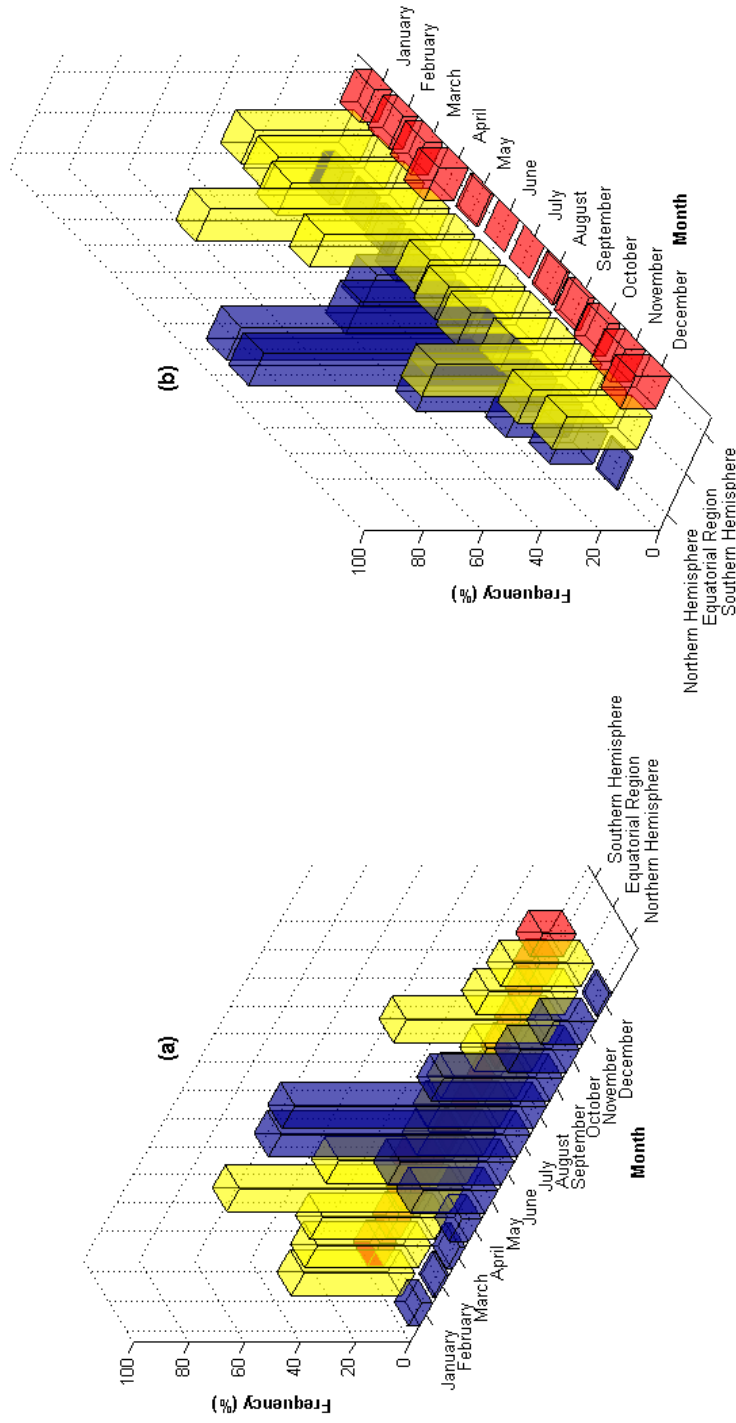 (a)
100
80
60
40
20
0
Frequency (%)
January
February
March
April
May
June
July
August
September
October
November
December
Month
Southern Hemisphere
Equatorial Region
Northern Hemisphere
(b)
100
80
60
40
20
0
Frequency (%)
Northern Hemisphere
Equatorial Region
Southern Hemisphere
January
February
March
April
May
June
July
August
September
October
November
December
Month